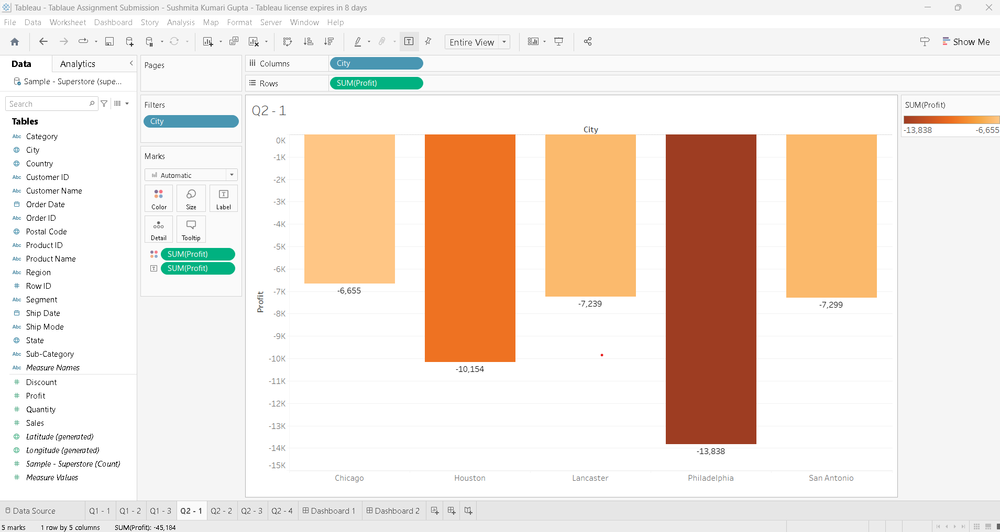 Tableau - Tablaue Assignment Submission - Sushmita Kumari Gupta - Tableau license expires in 8 days
File Data Worksheet Dashboard Story Analysis Map Format Server Window Help
Entire View
Show Me
Data
Analytics
Sample - Superstore (supe...
Search
Tables
Abc Category
City
Country
Abc Customer ID
Abc Customer Name
Order Date
Abc Order ID
Postal Code
Abc Product ID
Abc Product Name
Abc Region
# Row ID
Abc Segment
Ship Date
Abc Ship Mode
State
Abc Sub-Category
Abc Measure Names
# Discount
# Profit
# Quantity
# Sales
Latitude (generated)
Longitude (generated)
# Sample - Superstore (Count)
# Measure Values
Pages
Filters
City
Marks
Automatic
Color Size T Label
Detail Tooltip
SUM(Profit)
T SUM(Profit)
Columns City
Rows SUM(Profit)
Q2 - 1
City
Profit
0K
-1K
-2K
-3K
-4K
-5K
-6K
-7K
-8K
-9K
-10K
-11K
-12K
-13K
-14K
-15K
-6,655
-10,154
-7,239
-13,838
-7,299
Chicago Houston Lancaster Philadelphia San Antonio
SUM(Profit)
-13,838 -6,655
Data Source Q1 - 1 Q1 - 2 Q1 - 3 Q2 - 1 Q2 - 2 Q2 - 3 Q2 - 4 Dashboard 1 Dashboard 2
5 marks 1 row by 5 columns SUM(Profit): -45,184